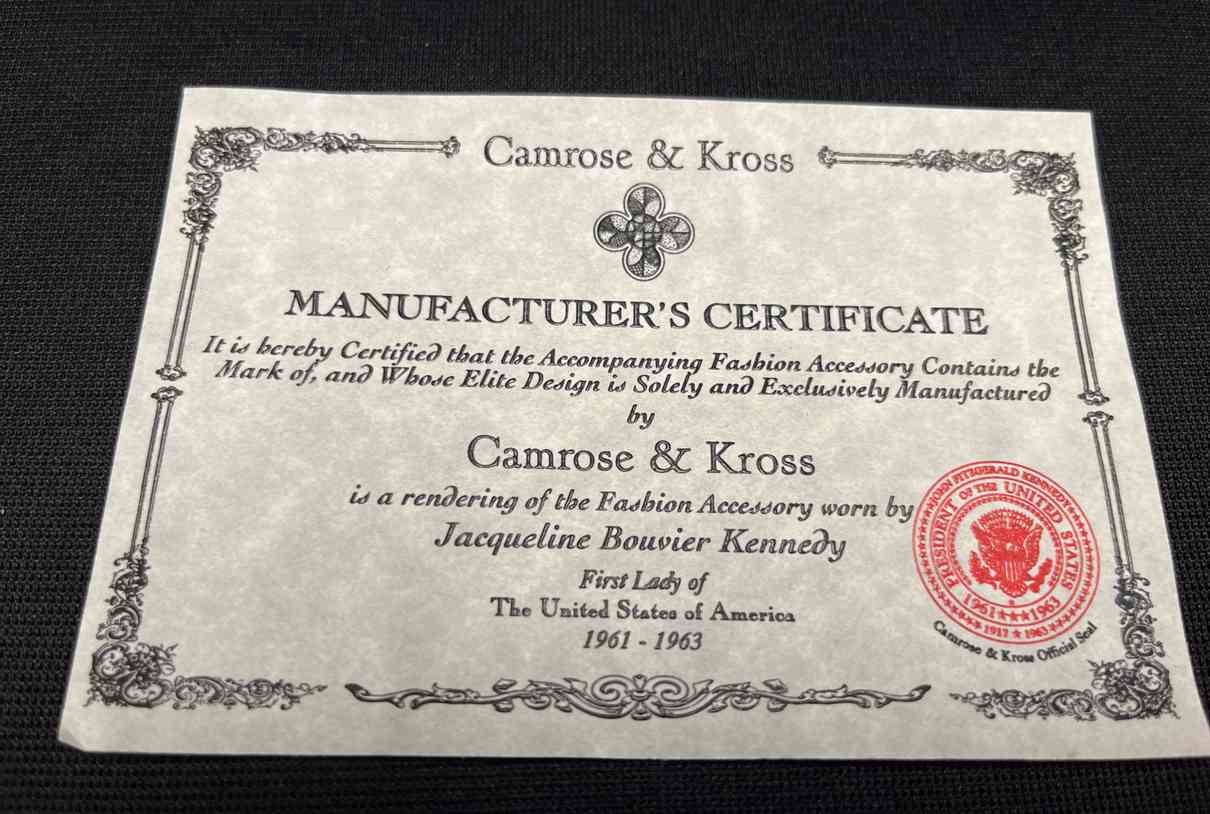 Camrose & Kross
MANUFACTURER'S CERTIFICATE
It is hereby Certified that the Accompanying Fashion Accessory Contains the
Mark of, and Whose Elite Design is Solely and Exclusively Manufactured
by
Camrose & Kross
is a rendering of the Fashion Accessory worn by
Jacqueline Bouvier Kennedy
First Lady of
The United States of America
1961 - 1963
JOHN FITZGERALD KENNEDY
PRESIDENT OF THE UNITED STATES
1961★★★1963
1917 ★ 1963
Camrose & Kross Official Seal